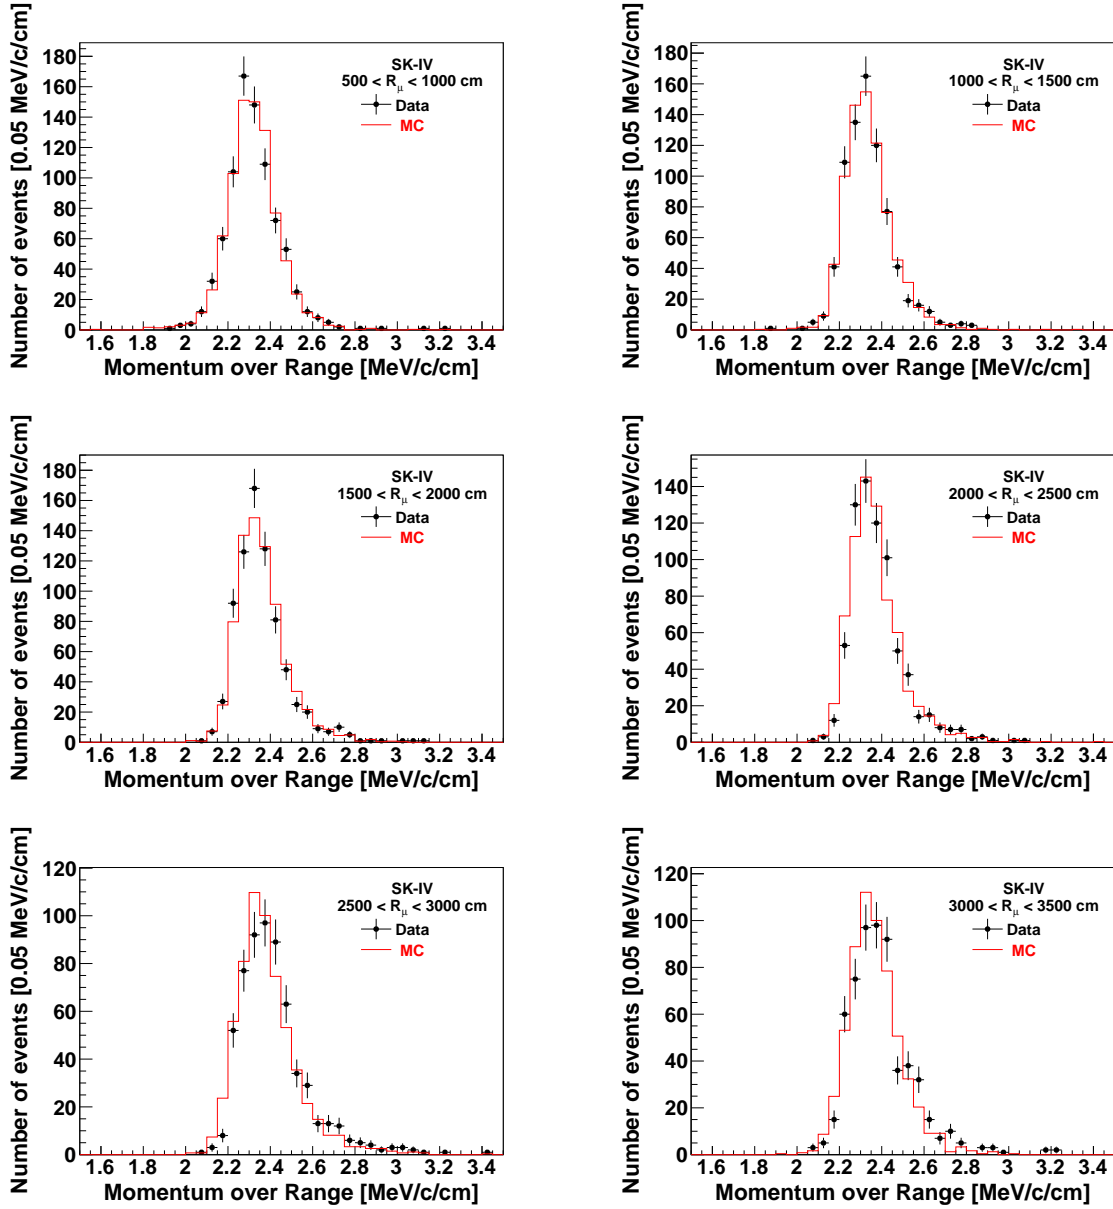 Number of events [0.05 MeV/c/cm]
180
160
140
120
100
80
60
40
20
0
SK-IV
500 < Rμ < 1000 cm
Data
MC
1.6 1.8 2 2.2 2.4 2.6 2.8 3 3.2 3.4
Momentum over Range [MeV/c/cm]
Number of events [0.05 MeV/c/cm]
180
160
140
120
100
80
60
40
20
0
SK-IV
1000 < Rμ < 1500 cm
Data
MC
1.6 1.8 2 2.2 2.4 2.6 2.8 3 3.2 3.4
Momentum over Range [MeV/c/cm]
Number of events [0.05 MeV/c/cm]
180
160
140
120
100
80
60
40
20
0
SK-IV
1500 < Rμ < 2000 cm
Data
MC
1.6 1.8 2 2.2 2.4 2.6 2.8 3 3.2 3.4
Momentum over Range [MeV/c/cm]
Number of events [0.05 MeV/c/cm]
140
120
100
80
60
40
20
0
SK-IV
2000 < Rμ < 2500 cm
Data
MC
1.6 1.8 2 2.2 2.4 2.6 2.8 3 3.2 3.4
Momentum over Range [MeV/c/cm]
Number of events [0.05 MeV/c/cm]
120
100
80
60
40
20
0
SK-IV
2500 < Rμ < 3000 cm
Data
MC
1.6 1.8 2 2.2 2.4 2.6 2.8 3 3.2 3.4
Momentum over Range [MeV/c/cm]
Number of events [0.05 MeV/c/cm]
120
100
80
60
40
20
0
SK-IV
3000 < Rμ < 3500 cm
Data
MC
1.6 1.8 2 2.2 2.4 2.6 2.8 3 3.2 3.4
Momentum over Range [MeV/c/cm]